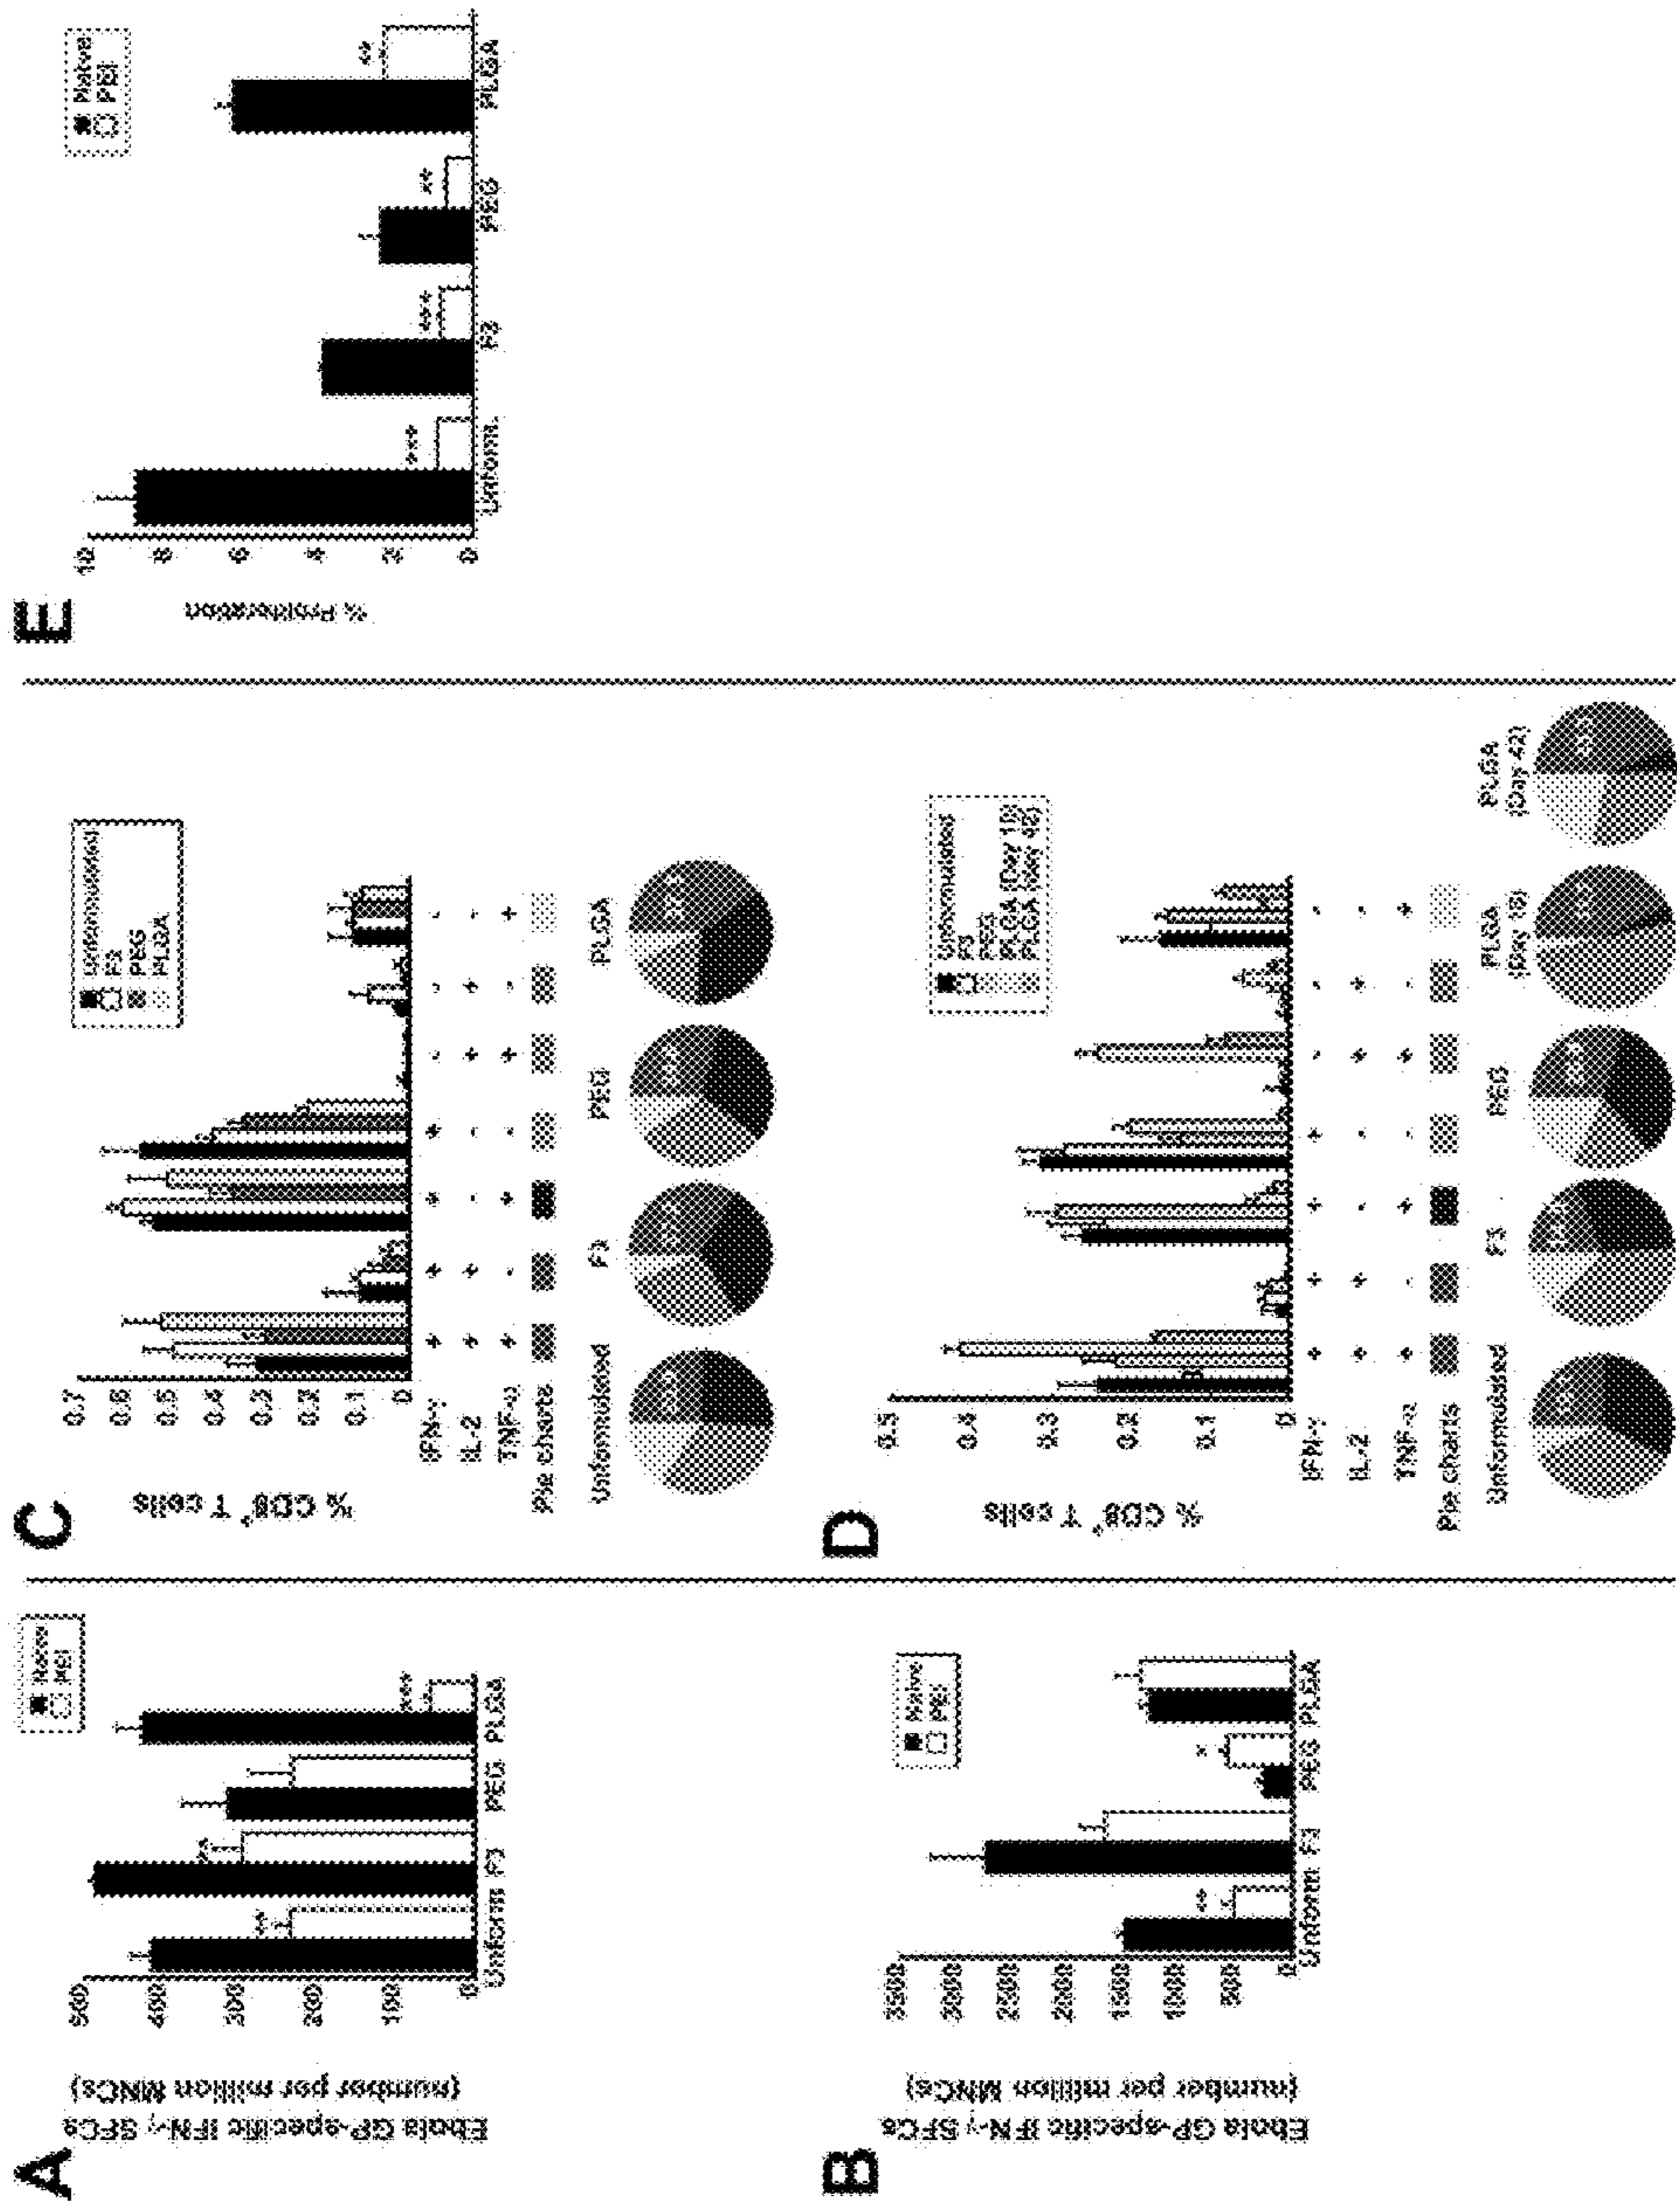 A
Ebola GP-specific IFN-γ SFCs
(number per million MNCs)
500
400
300
200
100
0
Unform F3 PEG PLGA
Naive
PEI
**
**
***
B
Ebola GP-specific IFN-γ SFCs
(number per million MNCs)
3500
3000
2500
2000
1500
1000
500
0
Unform F3 PEG PLGA
Naive
PEI
**
*
C
% CD8+ T cells
0.7
0.6
0.5
0.4
0.3
0.2
0.1
0
Unformulated
F3
PEG
PLGA
IFN-γ + + + + - - -
IL-2 + + - - + + -
TNF-α + - + - + - +
Pie charts
Unformulated F3 PEG PLGA
D
% CD8+ T cells
0.5
0.4
0.3
0.2
0.1
0
Unformulated
F3
PEG
PLGA (Day 18)
PLGA (Day 42)
IFN-γ + + + + - - -
IL-2 + + - - + + -
TNF-α + - + - + - +
Pie charts
Unformulated F3 PEG PLGA PLGA
(Day 18) (Day 42)
E
% Proliferation
10
8
6
4
2
0
Unform. F3 PEG PLGA
Naive
PEI
***
***
**
**